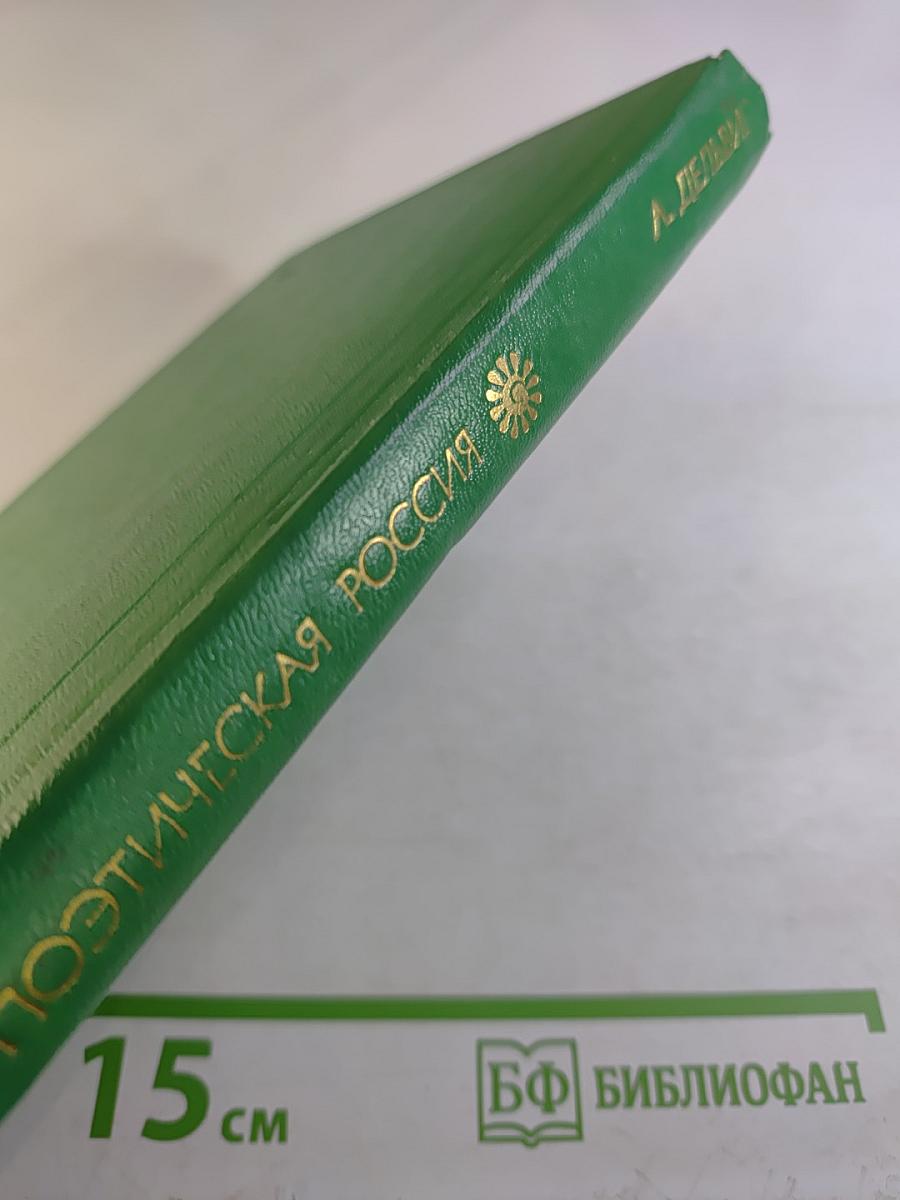 А. ДЕЛЬВИГ
ПОЭТИЧЕСКАЯ РОССИЯ
15 см
БФ БИБЛИОФАН